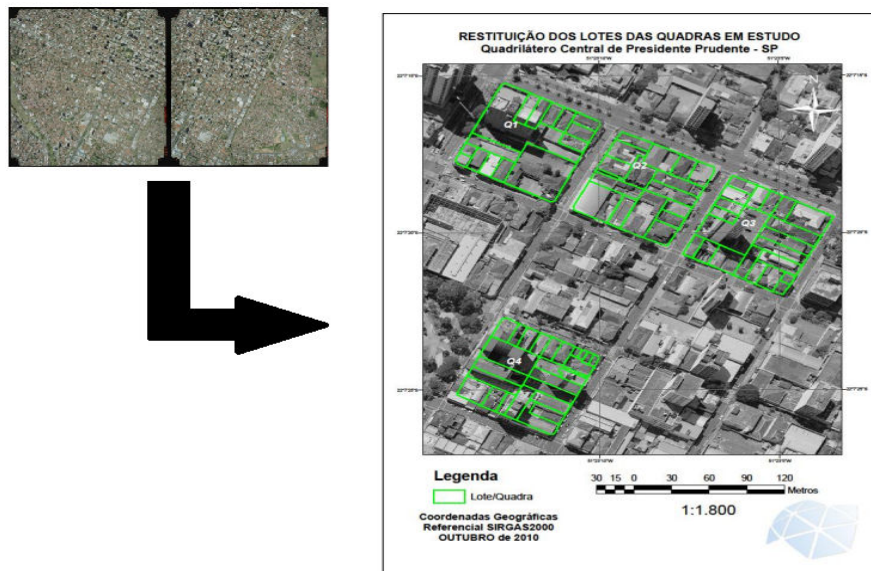 RESTITUIÇÃO DOS LOTES DAS QUADRAS EM ESTUDO
Quadrilátero Central de Presidente Prudente - SP
Q1
Q2
Q3
Q4
Legenda
Lote/Quadra
30 15 0 30 60 90 120
Metros
1:1.800
Coordenadas Geográficas
Referencial SIRGAS2000
OUTUBRO de 2010